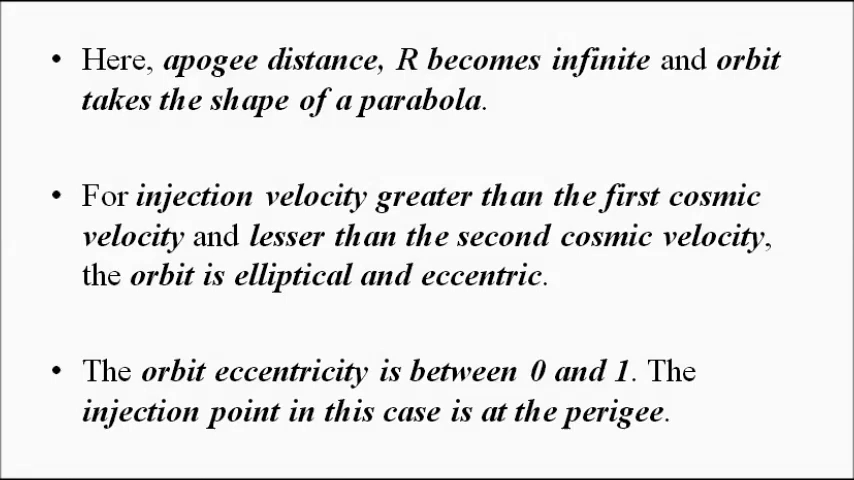 • Here, apogee distance, R becomes infinite and orbit
takes the shape of a parabola.
• For injection velocity greater than the first cosmic
velocity and lesser than the second cosmic velocity,
the orbit is elliptical and eccentric.
• The orbit eccentricity is between 0 and 1. The
injection point in this case is at the perigee.